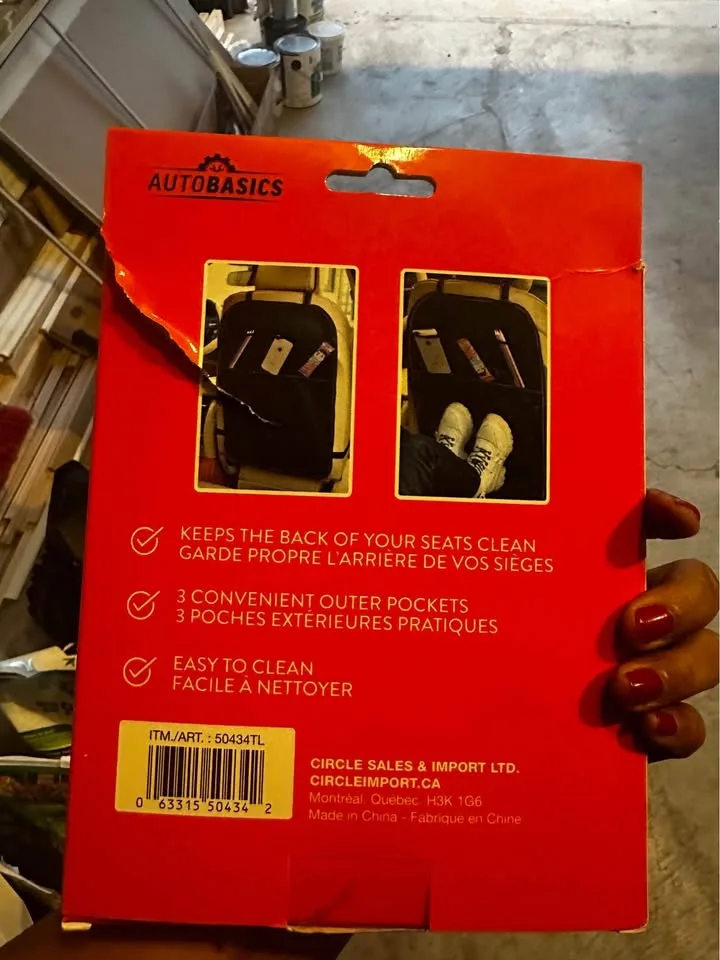 AUTOBASICS
KEEPS THE BACK OF YOUR SEATS CLEAN
GARDE PROPRE L'ARRIÈRE DE VOS SIÈGES
3 CONVENIENT OUTER POCKETS
3 POCHES EXTÉRIEURES PRATIQUES
EASY TO CLEAN
FACILE À NETTOYER
ITM./ART. : 50434TL
0 63315 50434 2
CIRCLE SALES & IMPORT LTD.
CIRCLEIMPORT.CA
Montréal, Quebec, H3K 1G6
Made in China - Fabrique en Chine